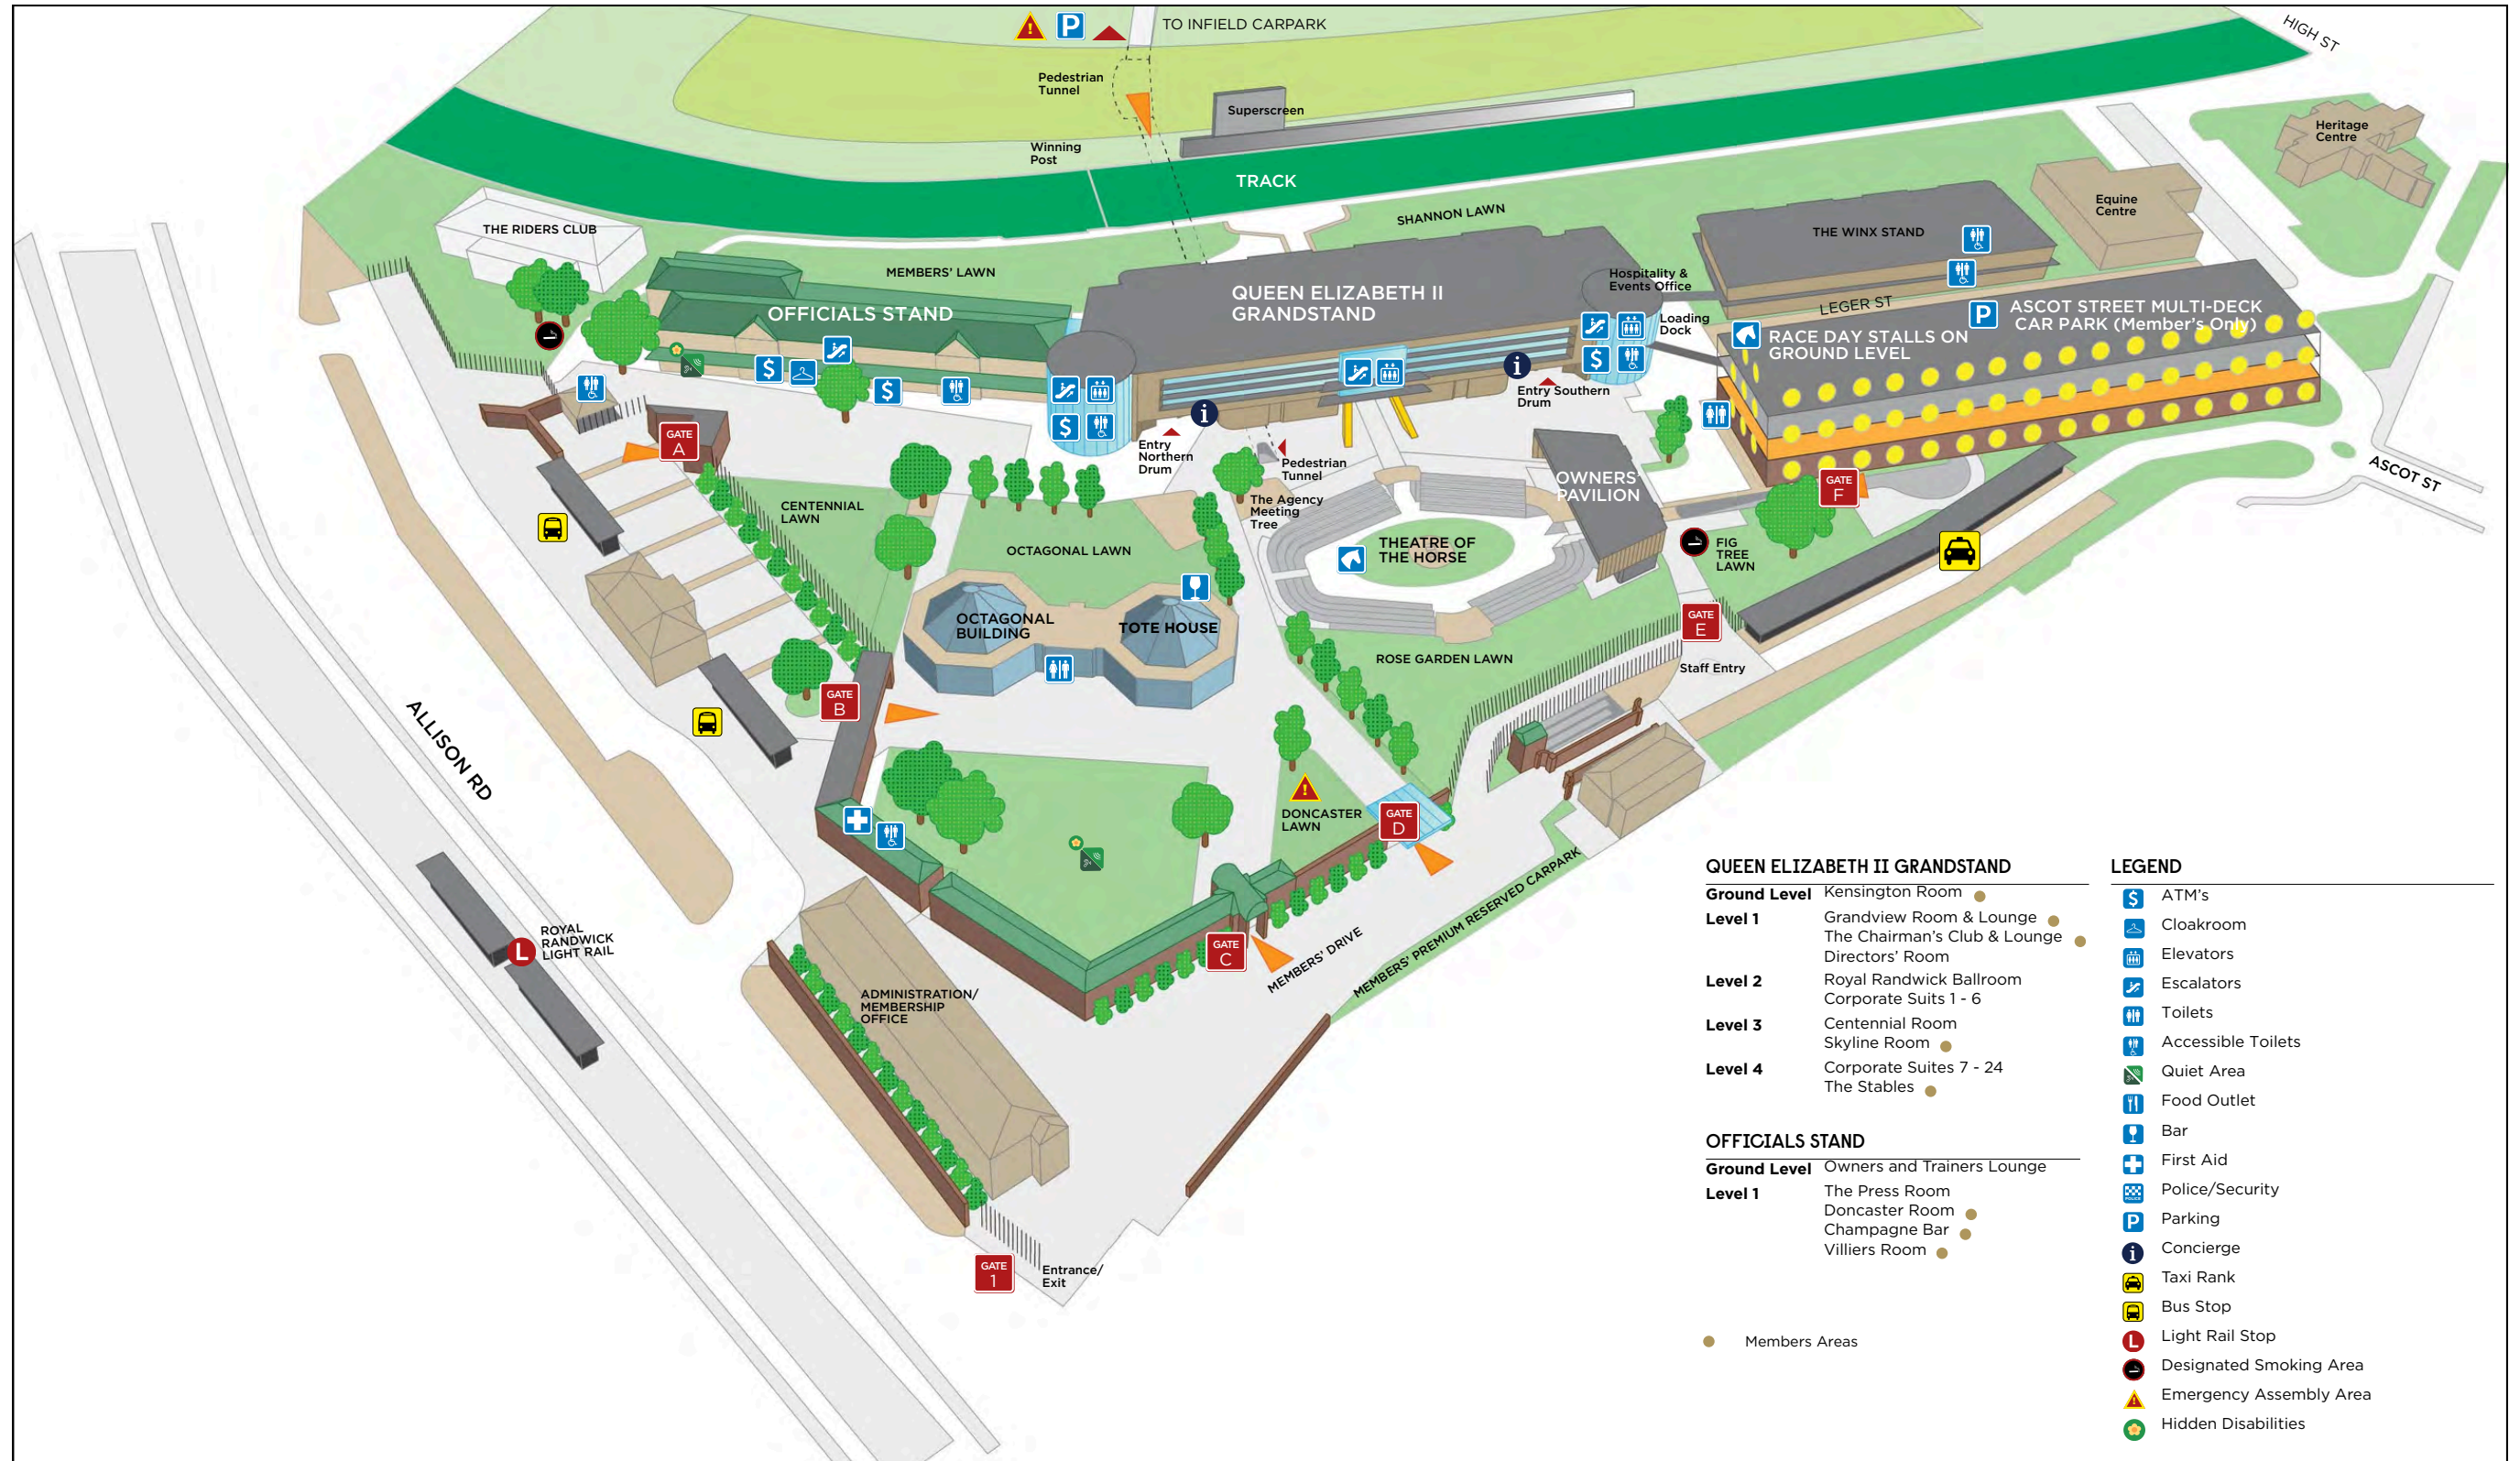 TO INFIELD CARPARK
HIGH ST
Pedestrian
Tunnel
Superscreen
Winning
Post
TRACK
Heritage
Centre
Equine
Centre
THE RIDERS CLUB
SHANNON LAWN
THE WINX STAND
MEMBERS' LAWN
Hospitality &
Events Office
QUEEN ELIZABETH II
GRANDSTAND
OFFICIALS STAND
LEGER ST
Loading
Dock
ASCOT STREET MULTI-DECK
CAR PARK (Member's Only)
RACE DAY STALLS ON
GROUND LEVEL
Entry Southern
Drum
Entry
Northern
Drum
Pedestrian
Tunnel
GATE
A
The Agency
Meeting
Tree
OWNERS
PAVILION
GATE
F
ASCOT ST
CENTENNIAL
LAWN
OCTAGONAL LAWN
THEATRE OF
THE HORSE
FIG
TREE
LAWN
OCTAGONAL
BUILDING
TOTE HOUSE
GATE
E
ROSE GARDEN LAWN
Staff Entry
GATE
B
ALLISON RD
DONCASTER
LAWN
GATE
D
MEMBERS' PREMIUM RESERVED CARPARK
MEMBERS' DRIVE
GATE
C
L
ROYAL
RANDWICK
LIGHT RAIL
ADMINISTRATION/
MEMBERSHIP
OFFICE
GATE
1
Entrance/
Exit
QUEEN ELIZABETH II GRANDSTAND
Ground Level Kensington Room
Level 1 Grandview Room & Lounge
The Chairman's Club & Lounge
Directors' Room
Level 2 Royal Randwick Ballroom
Corporate Suits 1 - 6
Level 3 Centennial Room
Skyline Room
Level 4 Corporate Suites 7 - 24
The Stables
OFFICIALS STAND
Ground Level Owners and Trainers Lounge
Level 1 The Press Room
Doncaster Room
Champagne Bar
Villiers Room
Members Areas
LEGEND
$ ATM's
Cloakroom
Elevators
Escalators
Toilets
Accessible Toilets
Quiet Area
Food Outlet
Bar
First Aid
Police/Security
P Parking
i Concierge
Taxi Rank
Bus Stop
L Light Rail Stop
Designated Smoking Area
Emergency Assembly Area
Hidden Disabilities